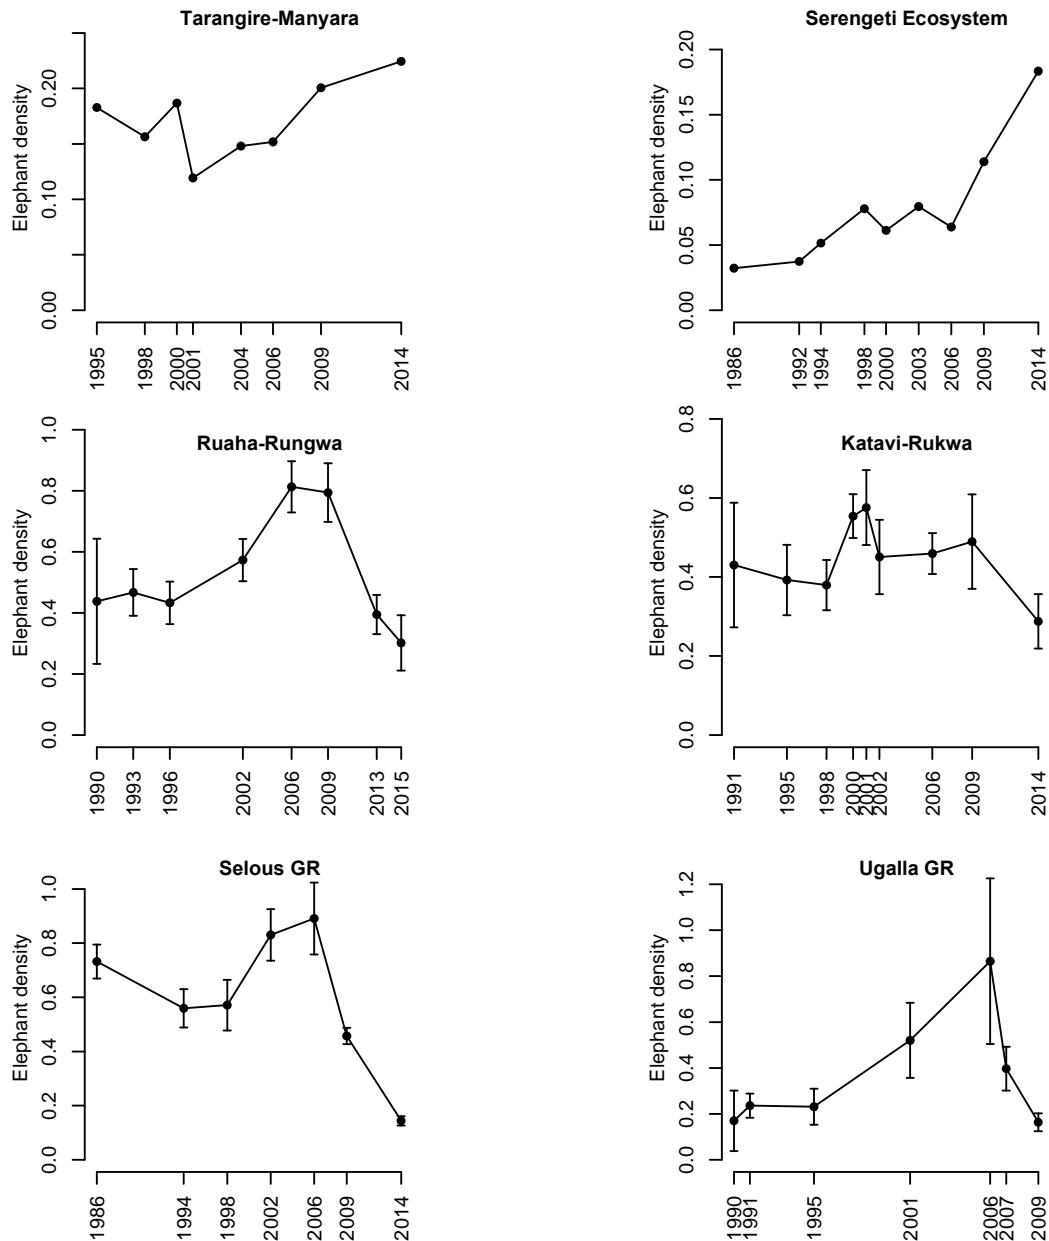 Tarangire-Manyara
Elephant density
0.00 0.10 0.20
1995 1998 2000 2001 2004 2006 2009 2014
Serengeti Ecosystem
Elephant density
0.00 0.05 0.10 0.15 0.20
1986 1992 1994 1998 2000 2003 2006 2009 2014
Ruaha-Rungwa
Elephant density
0.0 0.2 0.4 0.6 0.8 1.0
1990 1993 1996 2002 2006 2009 2013 2015
Katavi-Rukwa
Elephant density
0.0 0.2 0.4 0.6 0.8
1991 1995 1998 2000 2001 2002 2006 2009 2014
Selous GR
Elephant density
0.0 0.2 0.4 0.6 0.8 1.0
1986 1994 1998 2002 2006 2009 2014
Ugalla GR
Elephant density
0.0 0.2 0.4 0.6 0.8 1.0 1.2
1990 1991 1995 2001 2006 2007 2009